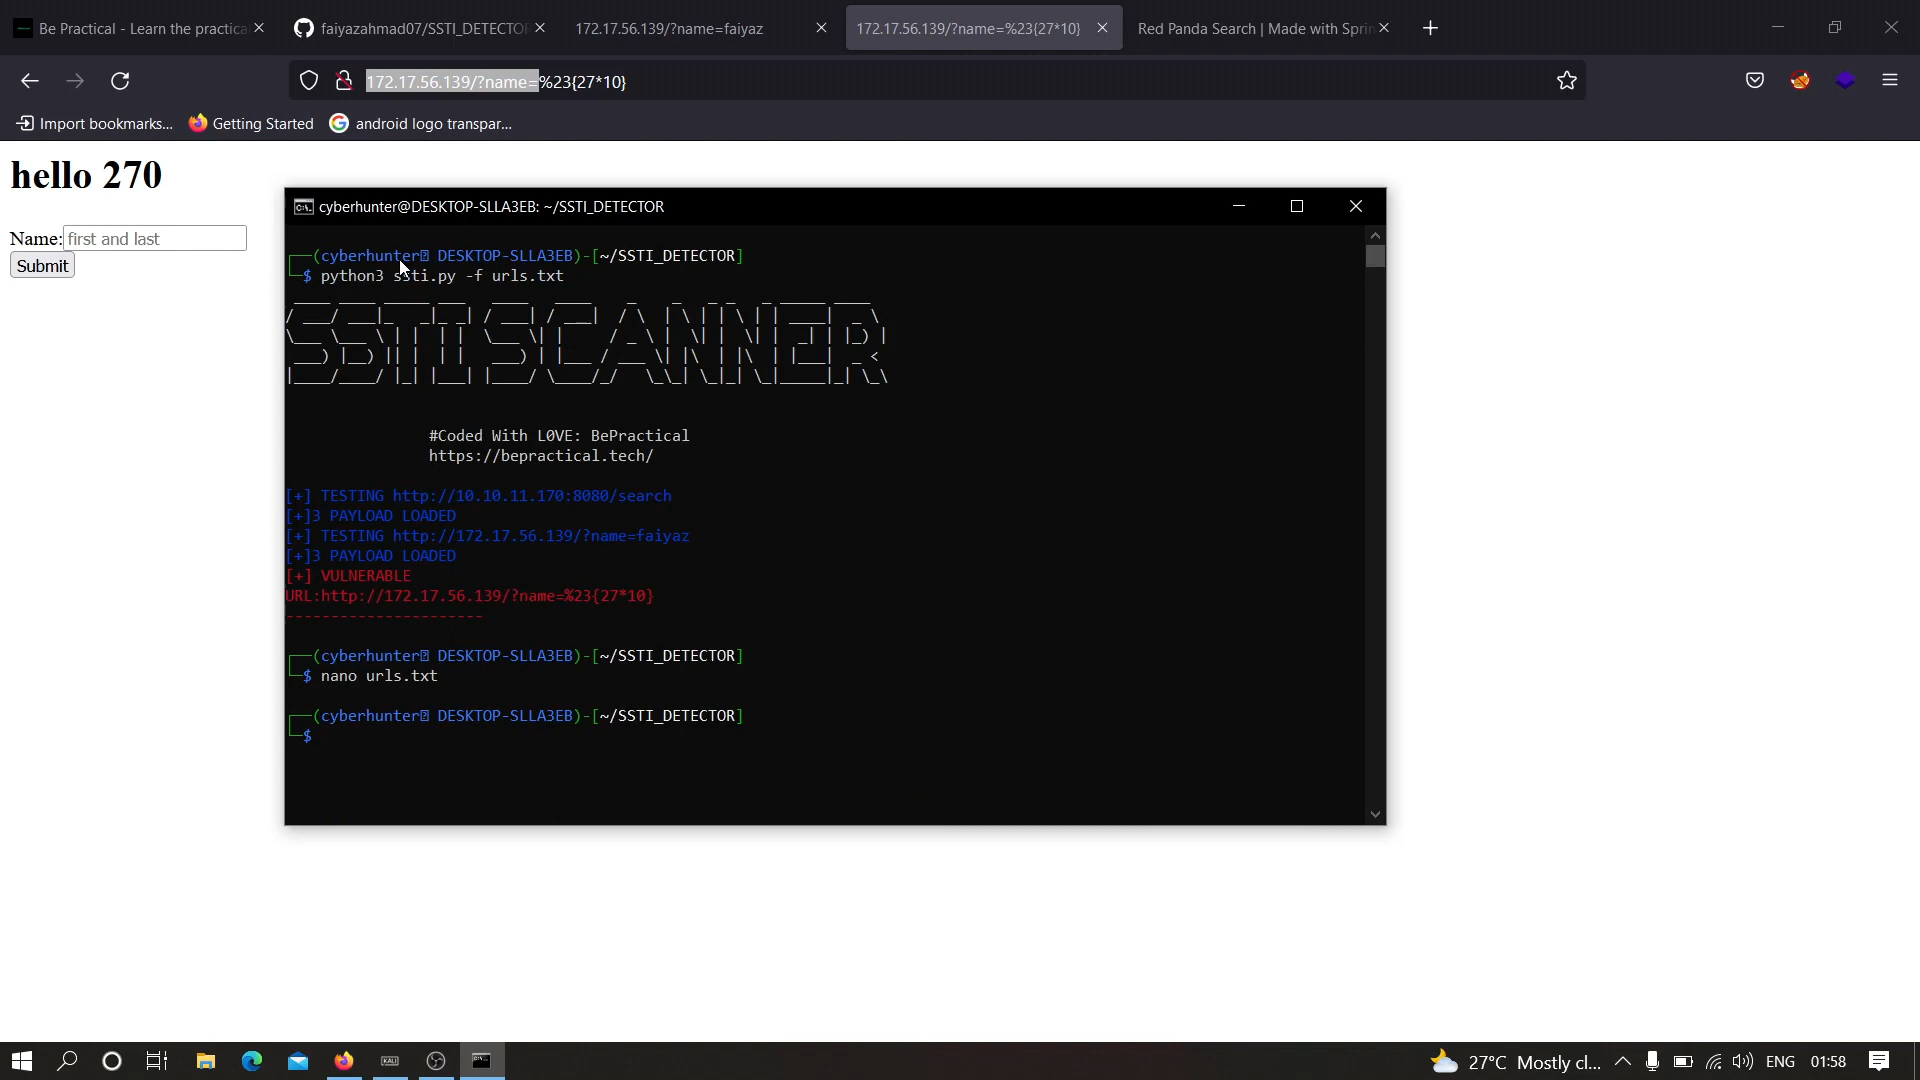 Be Practical - Learn the practica
faiyazahmad07/SSTI_DETECTOR
172.17.56.139/?name=faiyaz
172.17.56.139/?name=%23{27*10}
Red Panda Search | Made with Sprin
172.17.56.139/?name=%23{27*10}
Import bookmarks...
Getting Started
android logo transpar...
hello 270
Name: first and last
Submit
cyberhunter@DESKTOP-SLLA3EB: ~/SSTI_DETECTOR
(cyberhunter DESKTOP-SLLA3EB)-[~/SSTI_DETECTOR]
$ python3 ssti.py -f urls.txt
SSTI SCANNER
#Coded With L0VE: BePractical
https://bepractical.tech/
[+] TESTING http://10.10.11.170:8080/search
[+]3 PAYLOAD LOADED
[+] TESTING http://172.17.56.139/?name=faiyaz
[+]3 PAYLOAD LOADED
[+] VULNERABLE
URL:http://172.17.56.139/?name=%23{27*10}
----------------------
(cyberhunter DESKTOP-SLLA3EB)-[~/SSTI_DETECTOR]
$ nano urls.txt
(cyberhunter DESKTOP-SLLA3EB)-[~/SSTI_DETECTOR]
$
KALI
27°C Mostly cl...
ENG
01:58